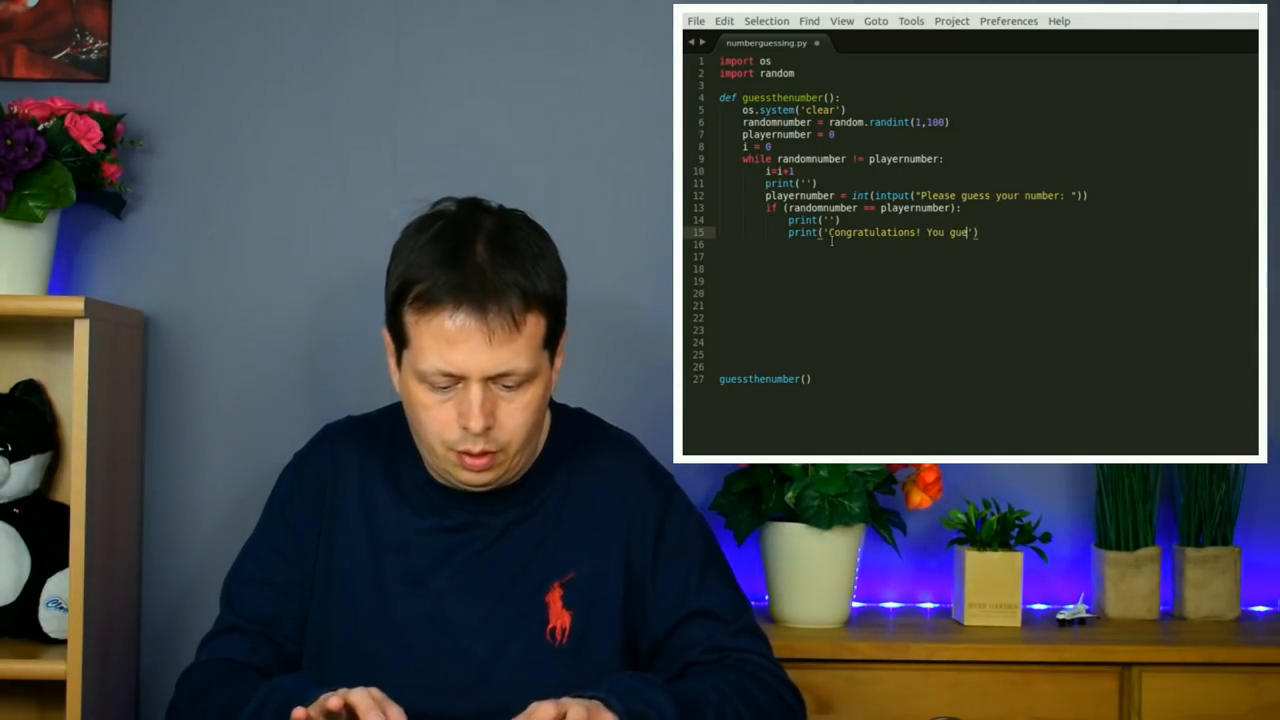 File Edit Selection Find View Goto Tools Project Preferences Help
numberguessing.py
1 import os
2 import random
3
4 def guessthenumber():
5 os.system('clear')
6 randomnumber = random.randint(1,100)
7 playernumber = 0
8 i = 0
9 while randomnumber != playernumber:
10 i=i+1
11 print('')
12 playernumber = int(intput("Please guess your number: "))
13 if (randomnumber == playernumber):
14 print('')
15 print('Congratulations! You gue')
16
17
18
19
20
21
22
23
24
25
26
27 guessthenumber()
HERB GARDEN